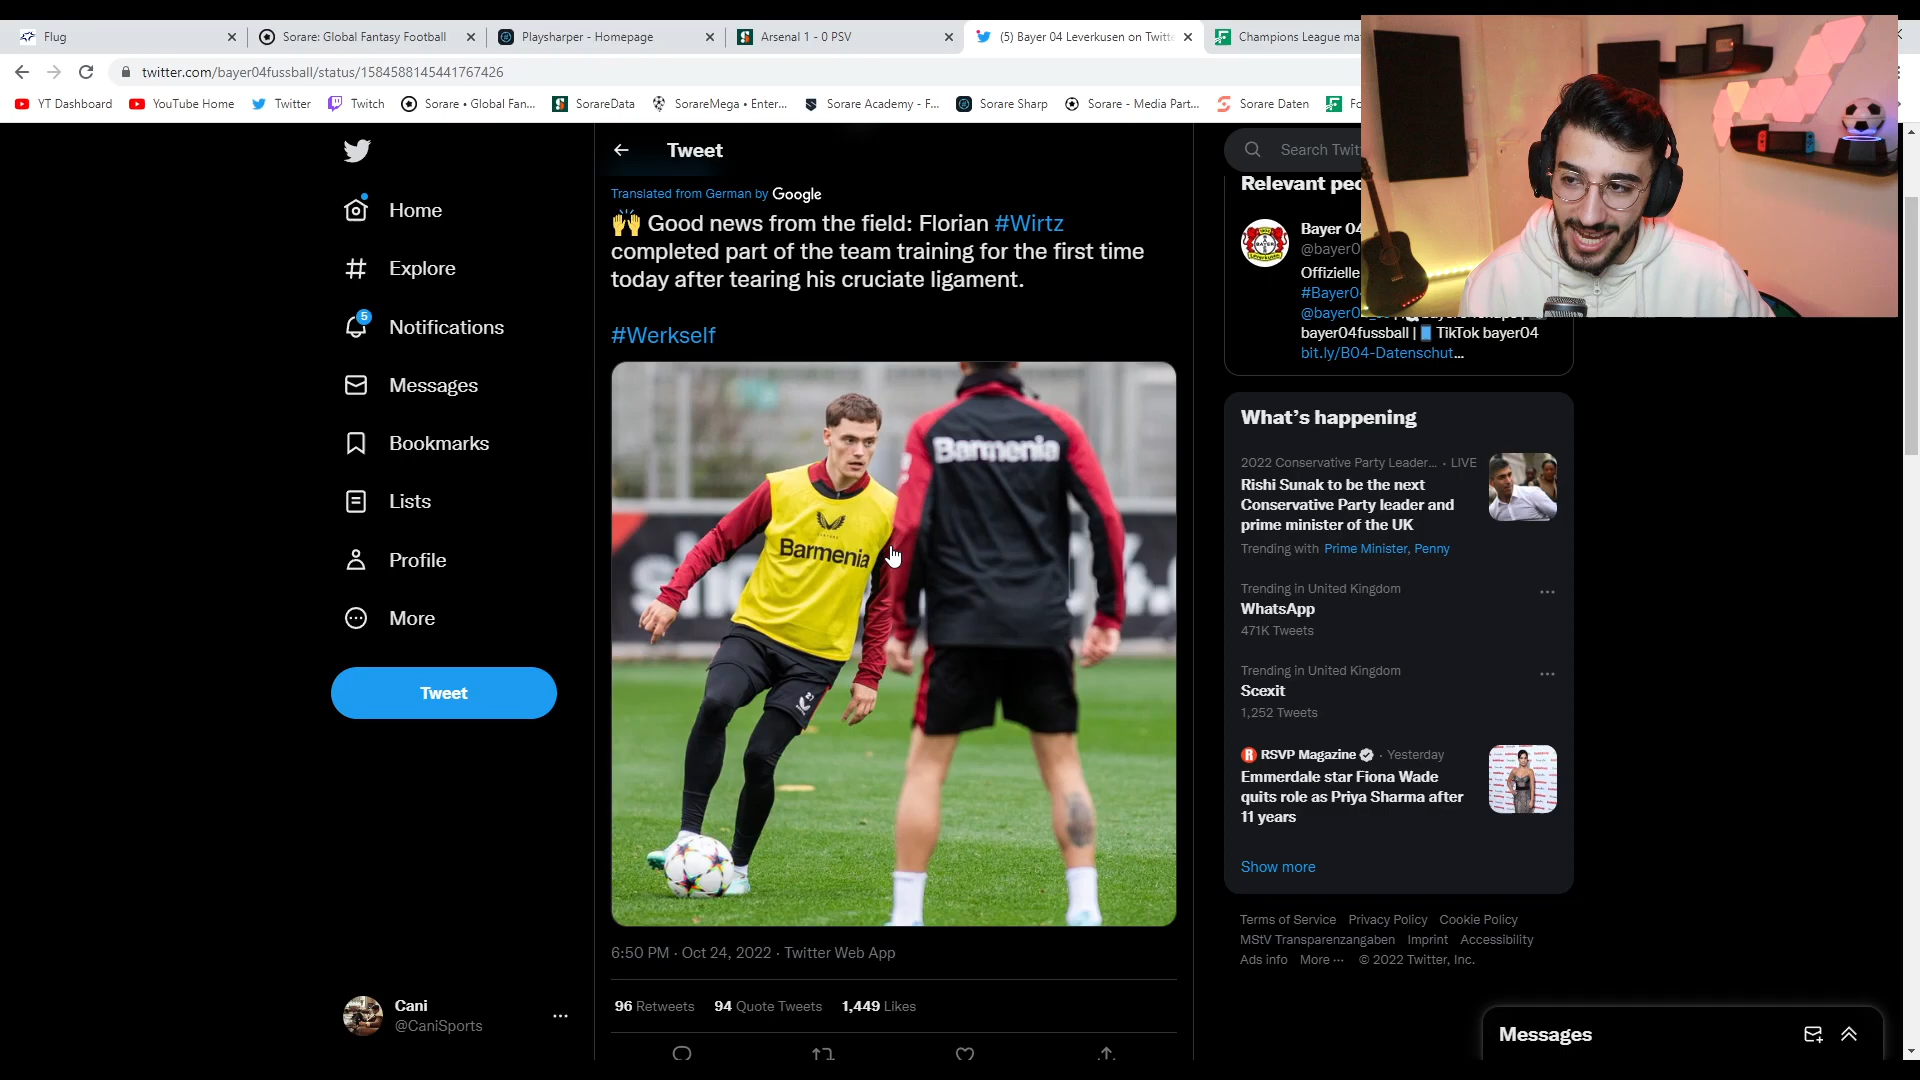 Flug
Sorare: Global Fantasy Football
Playsharper - Homepage
Arsenal 1 - 0 PSV
(5) Bayer 04 Leverkusen on Twitte
Champions League ma
twitter.com/bayer04fussball/status/1584588145441767426
YT Dashboard
YouTube Home
Twitter
Twitch
Sorare • Global Fan...
SorareData
SorareMega • Enter...
Sorare Academy - F...
Sorare Sharp
Sorare - Media Part...
Sorare Daten
Home
Explore
5
Notifications
Messages
Bookmarks
Lists
Profile
More
Tweet
Cani
@CaniSports
Tweet
Translated from German by Google
🙌 Good news from the field: Florian #Wirtz
completed part of the team training for the first time
today after tearing his cruciate ligament.
#Werkself
Barmenia
Barmenia
27
6:50 PM · Oct 24, 2022 · Twitter Web App
96 Retweets 94 Quote Tweets 1,449 Likes
Search Twit
Relevant pe
Bayer 04
@bayer0
Offizielle
#Bayer0
@bayer0
bayer04fussball | 📱 TikTok bayer04
bit.ly/B04-Datenschut...
What's happening
2022 Conservative Party Leader... · LIVE
Rishi Sunak to be the next
Conservative Party leader and
prime minister of the UK
Trending with Prime Minister, Penny
Trending in United Kingdom
WhatsApp
471K Tweets
Trending in United Kingdom
Scexit
1,252 Tweets
RSVP Magazine · Yesterday
Emmerdale star Fiona Wade
quits role as Priya Sharma after
11 years
Show more
Terms of Service Privacy Policy Cookie Policy
MStV Transparenzangaben Imprint Accessibility
Ads info More ··· © 2022 Twitter, Inc.
Messages